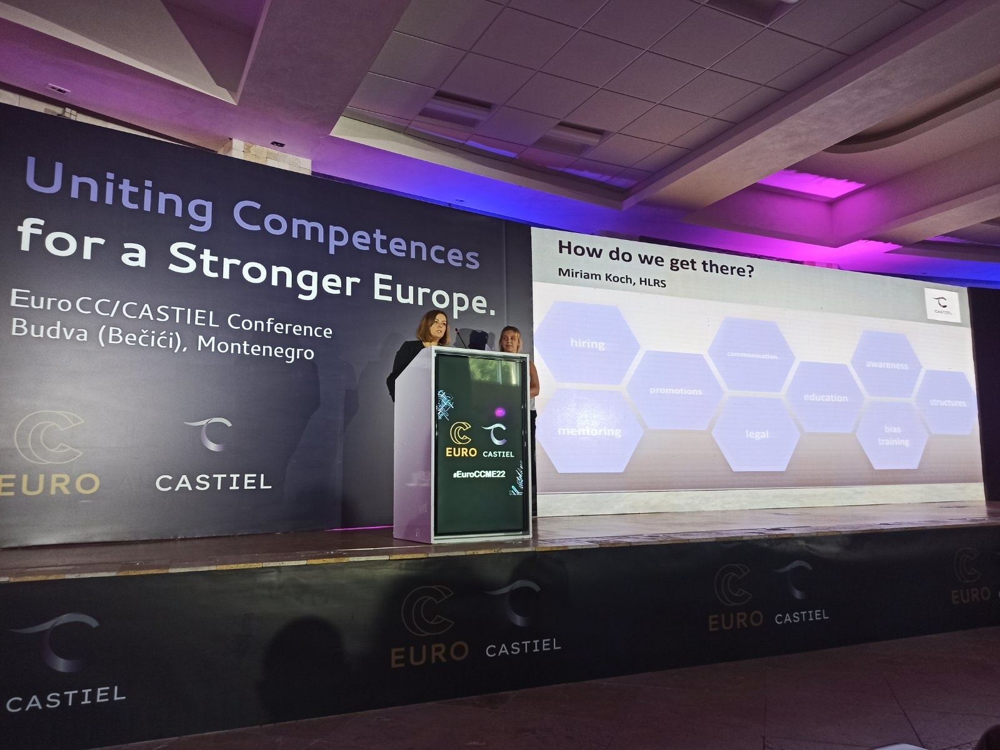 Uniting Competences
for a Stronger Europe.
EuroCC/CASTIEL Conference
Budva (Bečići), Montenegro
EURO
CASTIEL
How do we get there?
Miriam Koch, HLRS
CASTIEL
hiring
communication
awareness
promotions
education
structures
mentoring
legal
bias
training
EURO CASTIEL
#EuroCCME22
CASTIEL
EURO CASTIEL
EURO CASTIEL
EURO